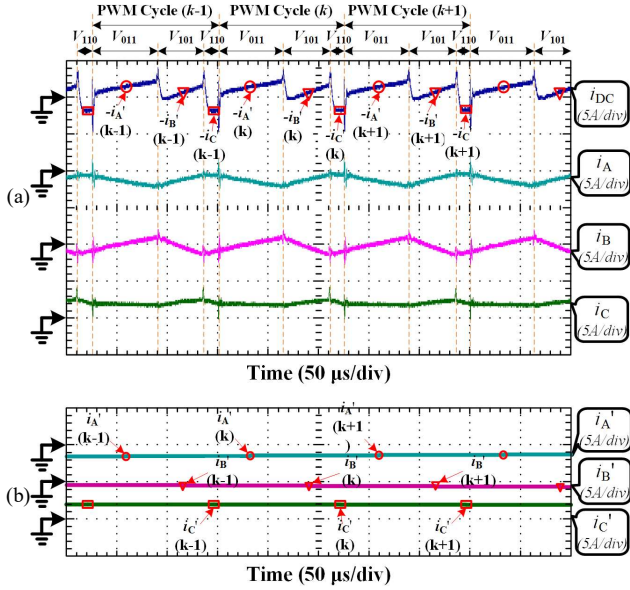 PWM Cycle (k-1) PWM Cycle (k) PWM Cycle (k+1)
V110 V011 V101 V110 V011 V101 V110 V011 V101 V110 V011 V101
iDC
(5A/div)
-iA' (k-1) -iB' (k-1) -iC (k-1) -iA' (k) -iB' (k) -iC (k) -iA' (k+1) -iB' (k+1) -iC (k+1)
(a)
iA
(5A/div)
iB
(5A/div)
iC
(5A/div)
Time (50 μs/div)
iA' (k-1) iA' (k) iA' (k+1)
iA'
(5A/div)
(b)
iB' (k-1) iB' (k) iB' (k+1)
iB'
(5A/div)
iC' (k-1) iC' (k) iC' (k+1)
iC'
(5A/div)
Time (50 μs/div)